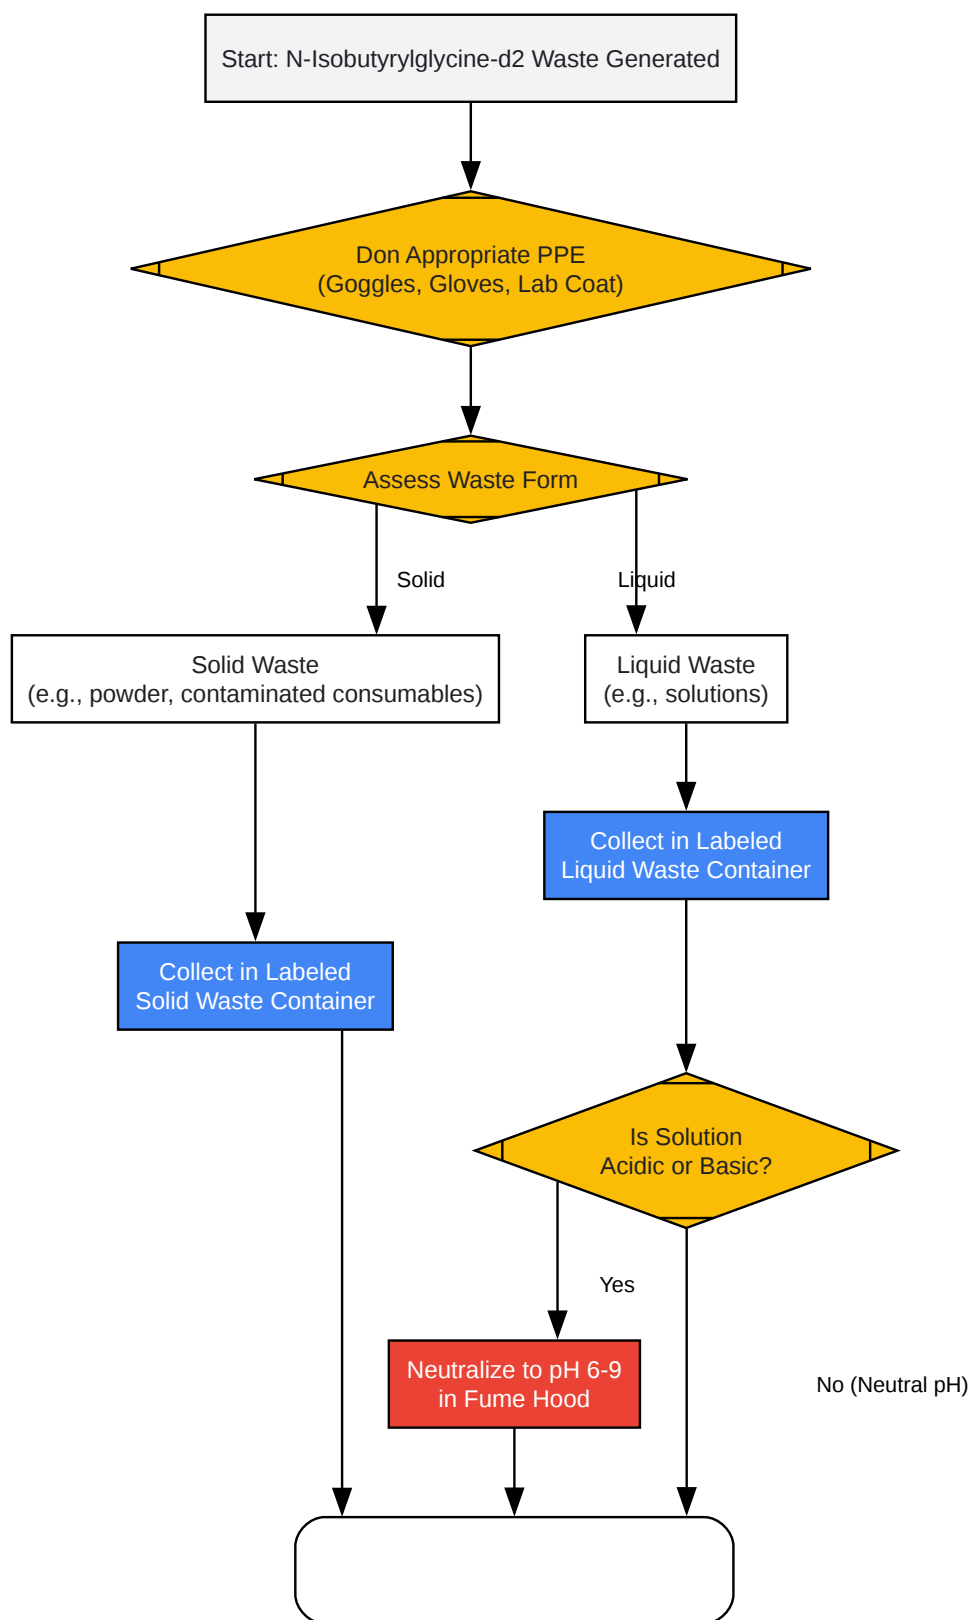 Start: N-Isobutyrylglycine-d2 Waste Generated
Don Appropriate PPE
(Goggles, Gloves, Lab Coat)
Assess Waste Form
Solid
Liquid
Solid Waste
(e.g., powder, contaminated consumables)
Liquid Waste
(e.g., solutions)
Collect in Labeled
Liquid Waste Container
Collect in Labeled
Solid Waste Container
Is Solution
Acidic or Basic?
Yes
Neutralize to pH 6-9
in Fume Hood
No (Neutral pH)